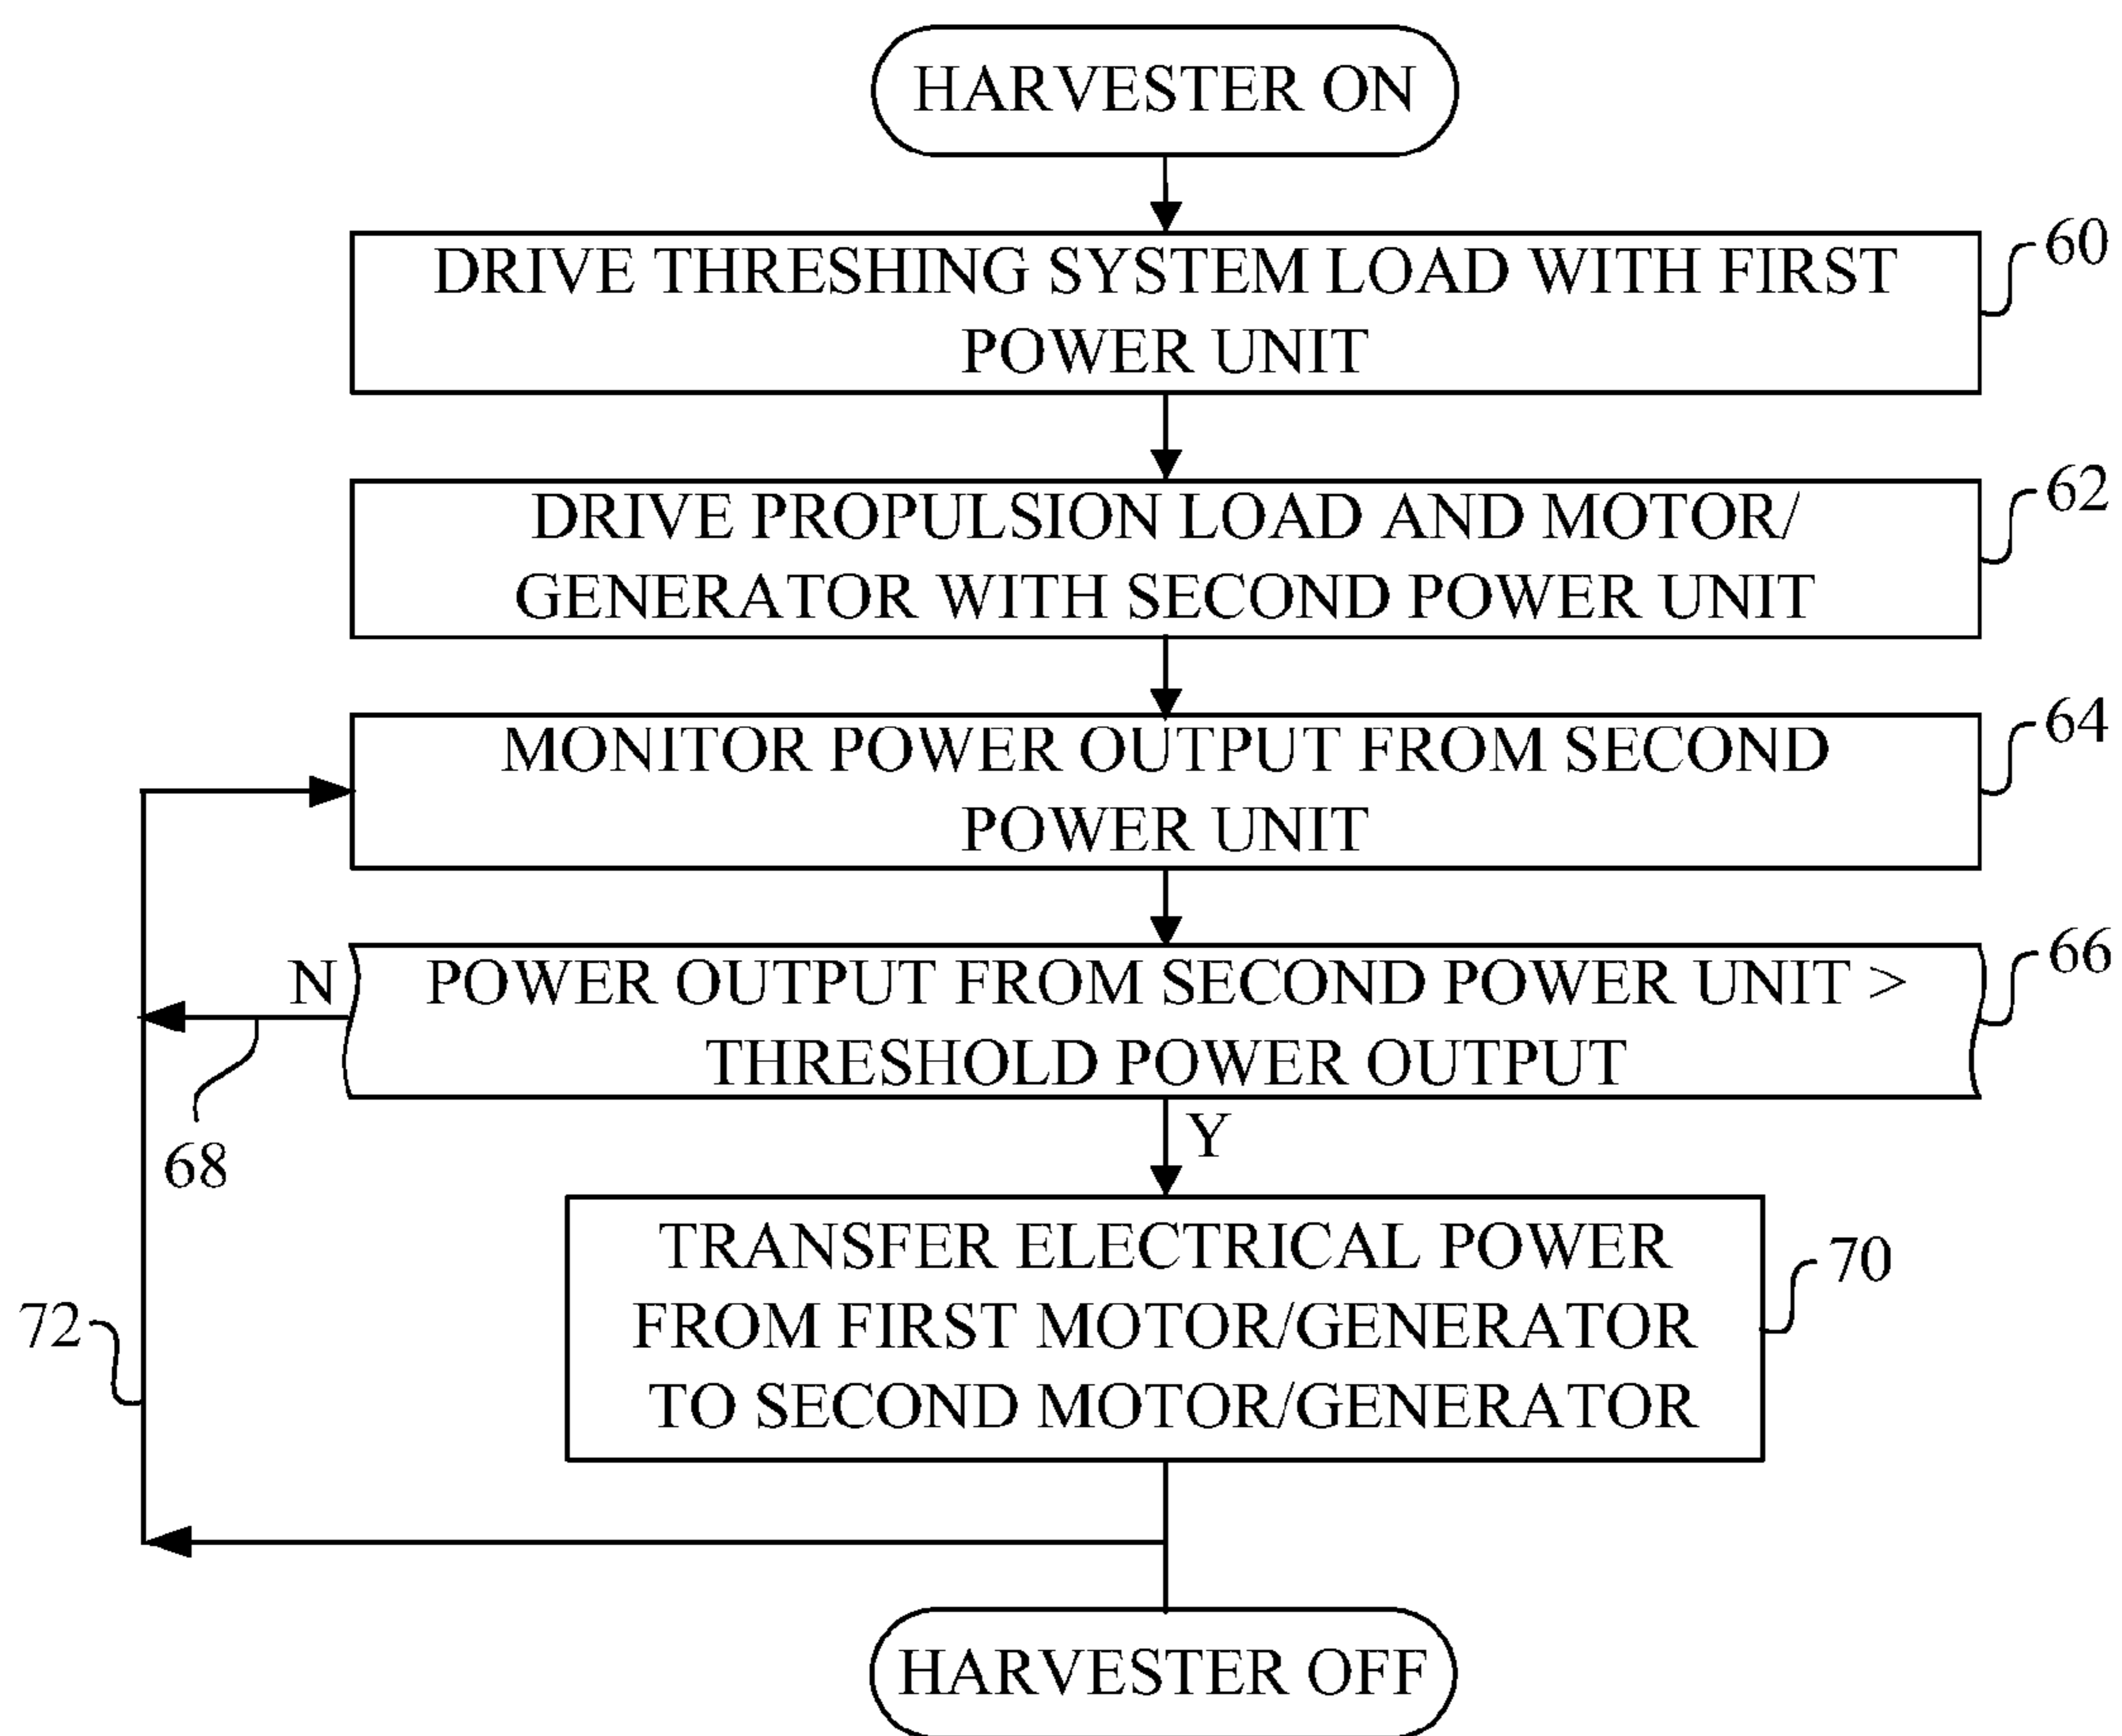 HARVESTER ON
DRIVE THRESHING SYSTEM LOAD WITH FIRST
POWER UNIT
60
DRIVE PROPULSION LOAD AND MOTOR/
GENERATOR WITH SECOND POWER UNIT
62
MONITOR POWER OUTPUT FROM SECOND
POWER UNIT
64
N
POWER OUTPUT FROM SECOND POWER UNIT >
THRESHOLD POWER OUTPUT
66
68
Y
TRANSFER ELECTRICAL POWER
FROM FIRST MOTOR/GENERATOR
TO SECOND MOTOR/GENERATOR
70
72
HARVESTER OFF